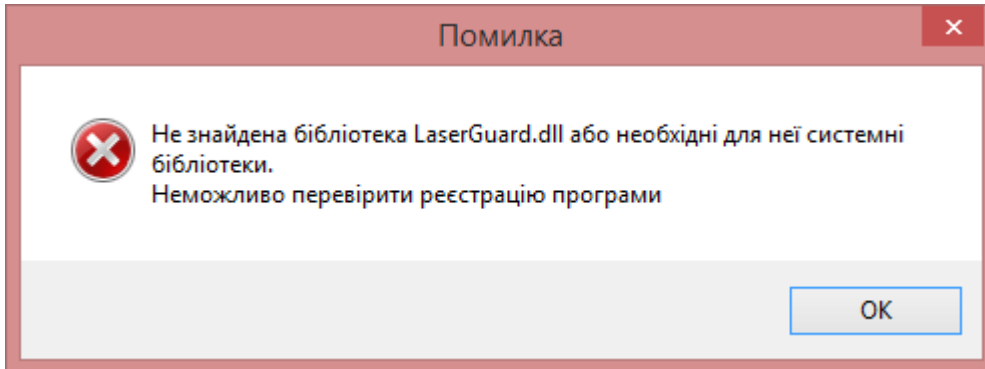 Помилка
Не знайдена бібліотека LaserGuard.dll або необхідні для неї системні
бібліотеки.
Неможливо перевірити реєстрацію програми
OK